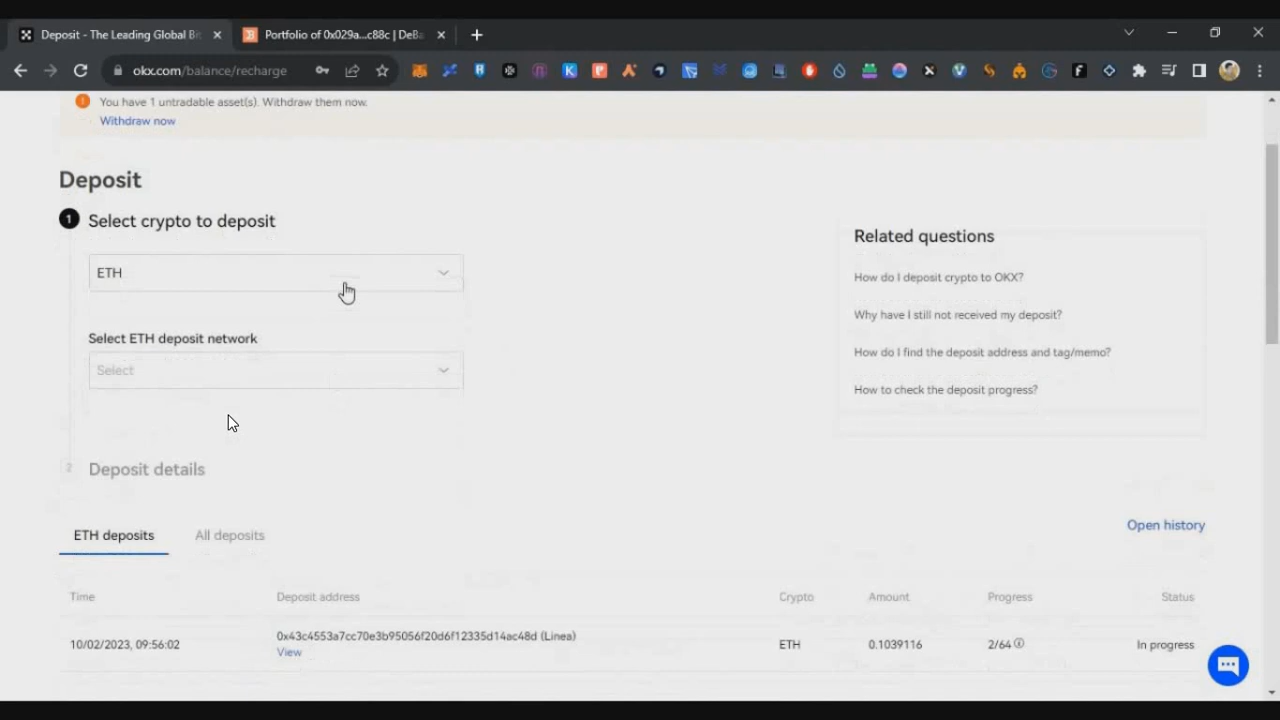 Deposit - The Leading Global Bi
Portfolio of 0x029a...c88c | DeBa
okx.com/balance/recharge
You have 1 untradable asset(s). Withdraw them now.
Withdraw now
Deposit
1 Select crypto to deposit
ETH
Select ETH deposit network
Select
2 Deposit details
Related questions
How do I deposit crypto to OKX?
Why have I still not received my deposit?
How do I find the deposit address and tag/memo?
How to check the deposit progress?
ETH deposits All deposits Open history
Time Deposit address Crypto Amount Progress Status
10/02/2023, 09:56:02 0x43c4553a7cc70e3b95056f20d6f12335d14ac48d (Linea) ETH 0.1039116 2/64 In progress
View